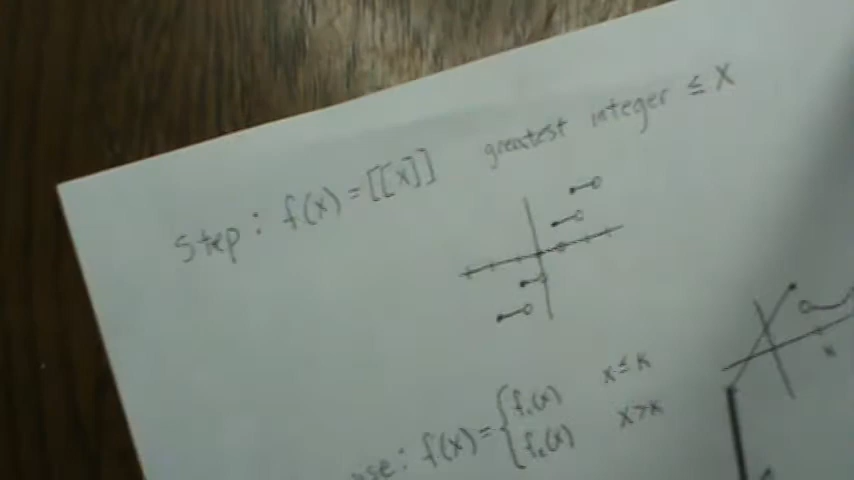 Step: f(x) = [[x]] greatest integer ≤ x
f(x) = { f₁(x) x ≤ k
f₂(x) x > k
k